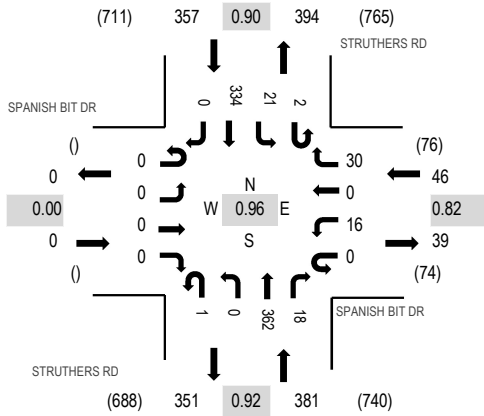 (711) 357 0.90 394 (765)
STRUTHERS RD
0 334 21 2
SPANISH BIT DR
() (76)
0 0 30 46
0.00 0 W N 0.96 E 0 0.82
0 0 S 16 39
() 0 0 (74)
1 0 362 18
SPANISH BIT DR
STRUTHERS RD
(688) 351 0.92 381 (740)